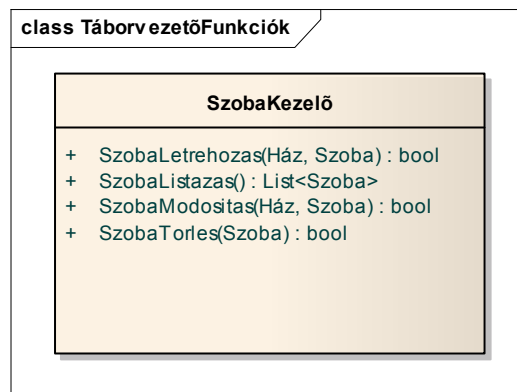 class TáborvezetõFunkciók
SzobaKezelõ
+ SzobaLetrehozas(Ház, Szoba) : bool
+ SzobaListazas() : List<Szoba>
+ SzobaModositas(Ház, Szoba) : bool
+ SzobaTorles(Szoba) : bool